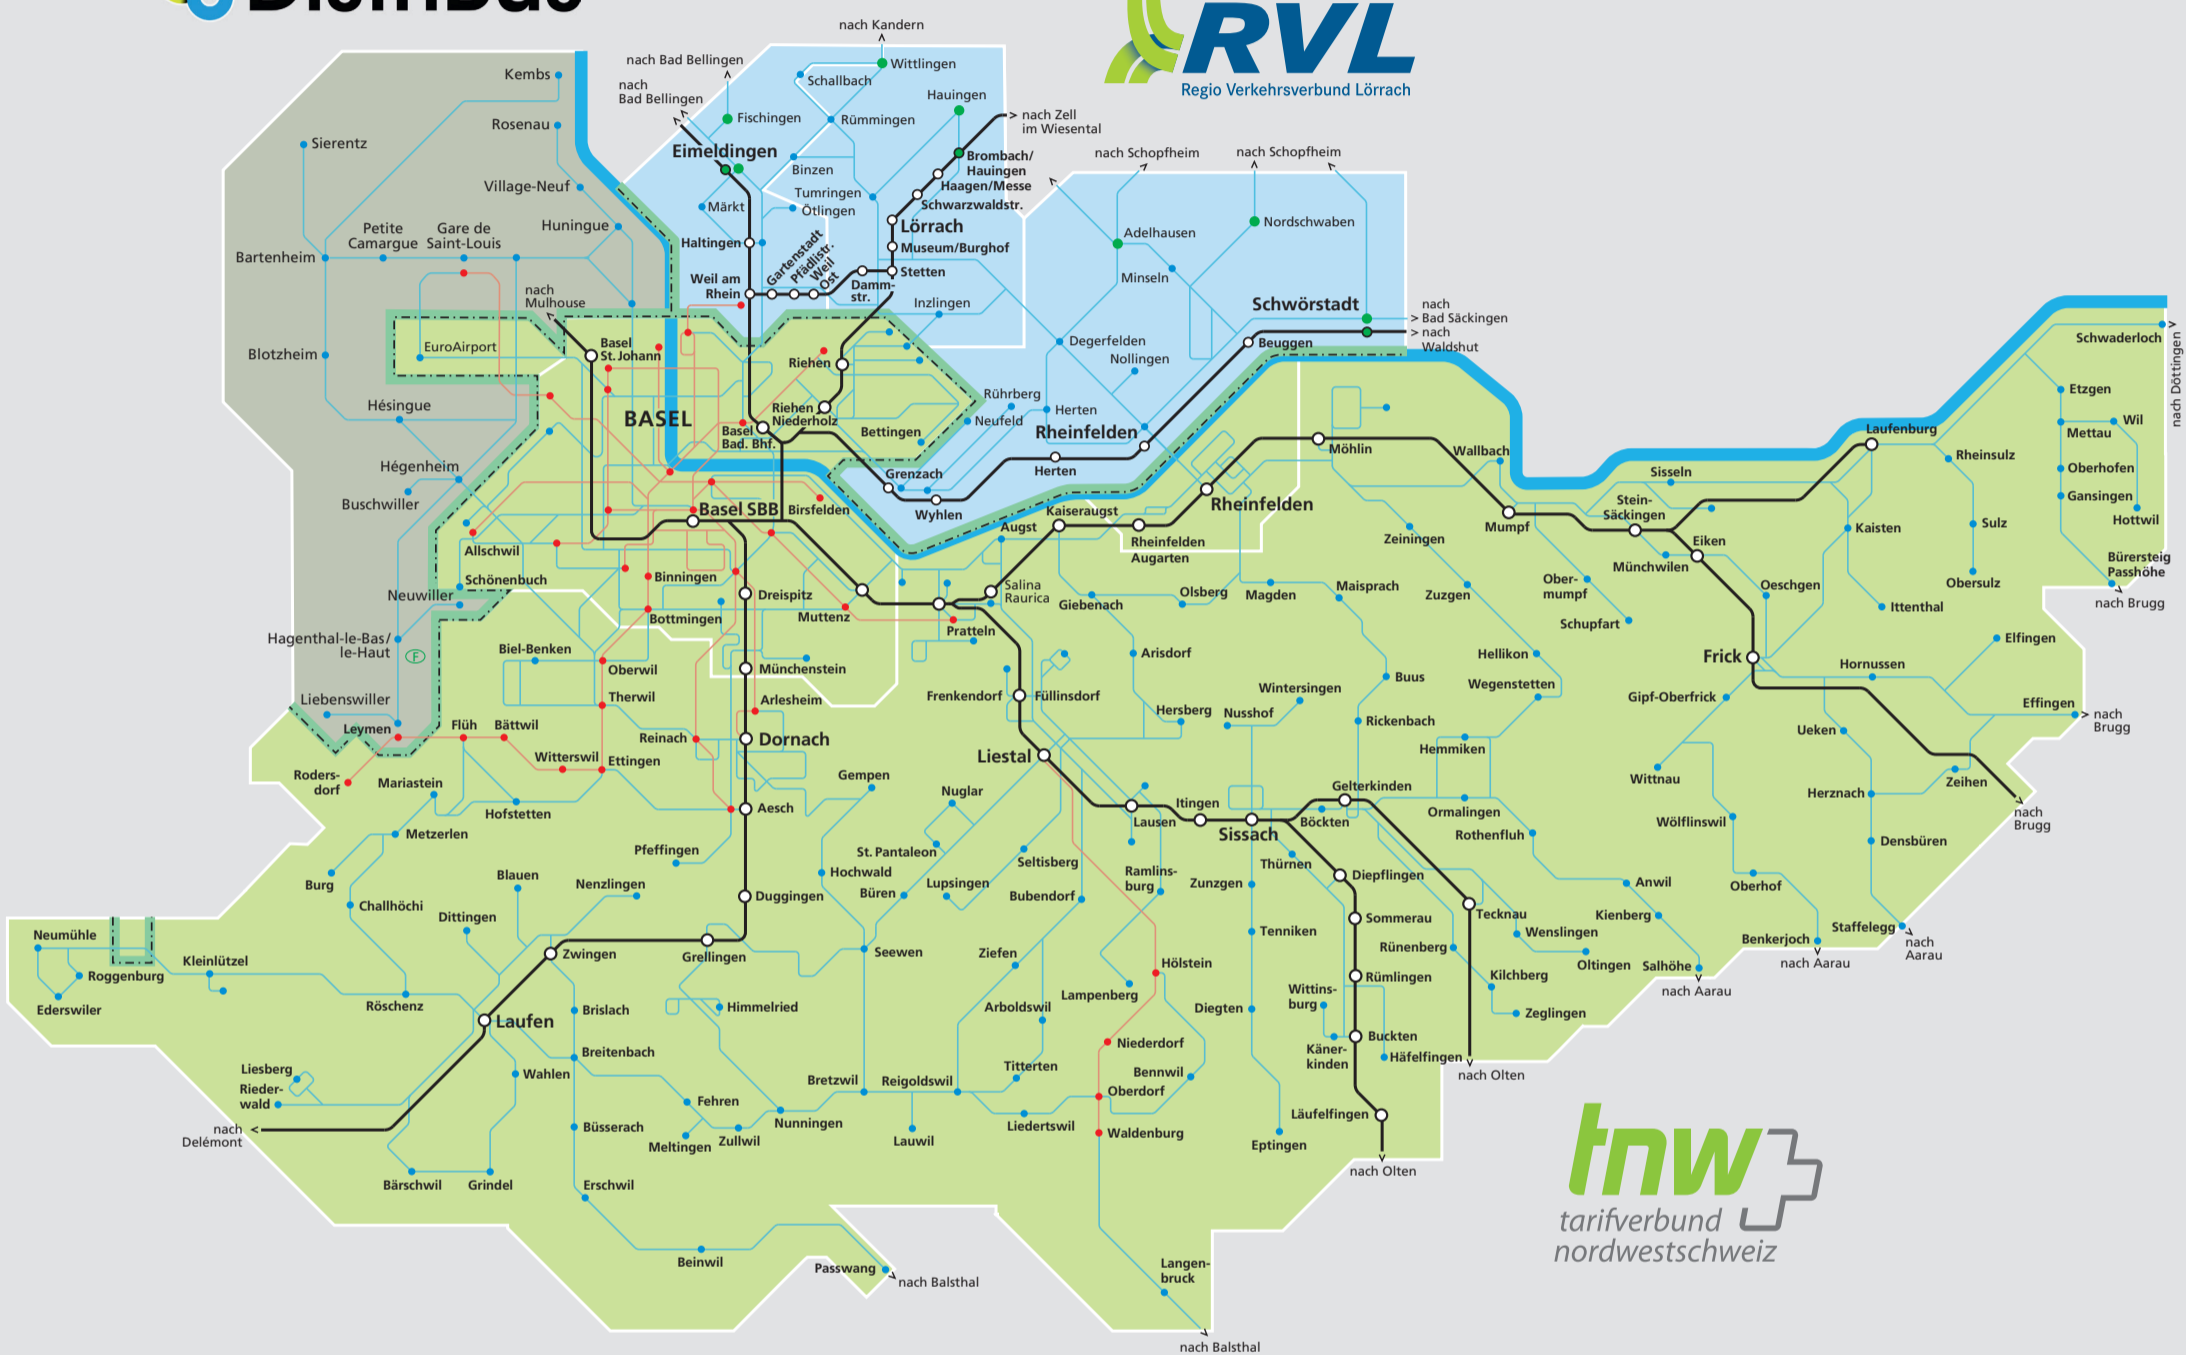 DistriBus
RVL
Regio Verkehrsverbund Lörrach
nach Kandern
nach Bad Bellingen
nach
Bad Bellingen
Kembs
Schallbach
Wittlingen
Hauingen
nach Zell
im Wiesental
Rosenau
Fischingen
Rümmingen
Sierentz
Eimeldingen
Binzen
Brombach/
Hauingen
nach Schopfheim
nach Schopfheim
Village-Neuf
Haagen/Messe
Tumringen
Schwarzwaldstr.
Märkt
Ötlingen
Huningue
Lörrach
Nordschwaben
Petite
Camargue
Gare de
Saint-Louis
Haltingen
Museum/Burghof
Adelhausen
Bartenheim
Gartenstadt
Pfädlistr.
Weil
Ost
Stetten
Minseln
Weil am
Rhein
Damm-
str.
nach
Mulhouse
Inzlingen
Schwörstadt
nach
Bad Säckingen
nach
Waldshut
Schwaderloch
nach Döttingen
EuroAirport
Blotzheim
Basel
St. Johann
Riehen
Degerfelden
Beuggen
Nollingen
Hésingue
BASEL
Riehen
Niederholz
Rührberg
Neufeld
Herten
Etzgen
Wil
Mettau
Basel
Bad. Bhf.
Bettingen
Rheinfelden
Möhlin
Wallbach
Laufenburg
Rheinsulz
Oberhofen
Hégenheim
Buschwiller
Grenzach
Herten
Sisseln
Gansingen
Hottwil
Basel SBB
Birsfelden
Wyhlen
Kaiseraugst
Rheinfelden
Stein-
Säckingen
Mumpf
Kaisten
Sulz
Allschwil
Augst
Rheinfelden
Augarten
Zeiningen
Eiken
Münchwilen
Bürersteig
Passhöhe
nach Brugg
Schönenbuch
Neuwiller
Binningen
Dreispitz
Salina
Raurica
Giebenach
Olsberg
Magden
Maisprach
Zuzgen
Ober-
mumpf
Oeschgen
Obersulz
Ittenthal
Bottmingen
Muttenz
Pratteln
Schupfart
Hagenthal-le-Bas/
le-Haut
F
Biel-Benken
Oberwil
Münchenstein
Arisdorf
Hellikon
Frick
Hornussen
Elfingen
Liebenswiller
Therwil
Arlesheim
Frenkendorf
Füllinsdorf
Wintersingen
Buus
Wegenstetten
Gipf-Oberfrick
Effingen
nach
Brugg
Leymen
Flüh
Bättwil
Reinach
Dornach
Hersberg
Nusshof
Rickenbach
Ueken
Roders-
dorf
Mariastein
Witterswil
Ettingen
Liestal
Hemmiken
Wittnau
Zeihen
Gempen
Hofstetten
Aesch
Nuglar
Itingen
Gelterkinden
Ormalingen
Herznach
nach
Brugg
Metzerlen
Lausen
Sissach
Böckten
Rothenfluh
Wölflinswil
Pfeffingen
St. Pantaleon
Seltisberg
Thürnen
Densbüren
Burg
Blauen
Nenzlingen
Hochwald
Büren
Lupsingen
Bubendorf
Ramlins-
burg
Zunzgen
Diepflingen
Anwil
Oberhof
Challhöchi
Dittingen
Duggingen
Sommerau
Tecknau
Kienberg
Neumühle
Roggenburg
Ederswiler
Kleinlützel
Zwingen
Grellingen
Seewen
Ziefen
Tenniken
Rünenberg
Wenslingen
Benkerjoch
nach Aarau
Staffelegg
nach
Aarau
Röschenz
Laufen
Brislach
Himmelried
Lampenberg
Hölstein
Rümlingen
Kilchberg
Oltingen
Salhöhe
nach Aarau
Arboldswil
Diegten
Wittins-
burg
Zeglingen
Liesberg
Rieder-
wald
Breitenbach
Niederdorf
Käner-
kinden
Buckten
Häfelfingen
nach Olten
Wahlen
Bretzwil
Reigoldswil
Titterten
Bennwil
nach
Delémont
Fehren
Oberdorf
Läufelfingen
Büsserach
Meltingen
Zullwil
Nunningen
Lauwil
Liedertswil
Waldenburg
Eptingen
nach Olten
Bärschwil
Grindel
Erschwil
Beinwil
Passwang
nach Balsthal
Langen-
bruck
nach Balsthal
tnw
tarifverbund
nordwestschweiz